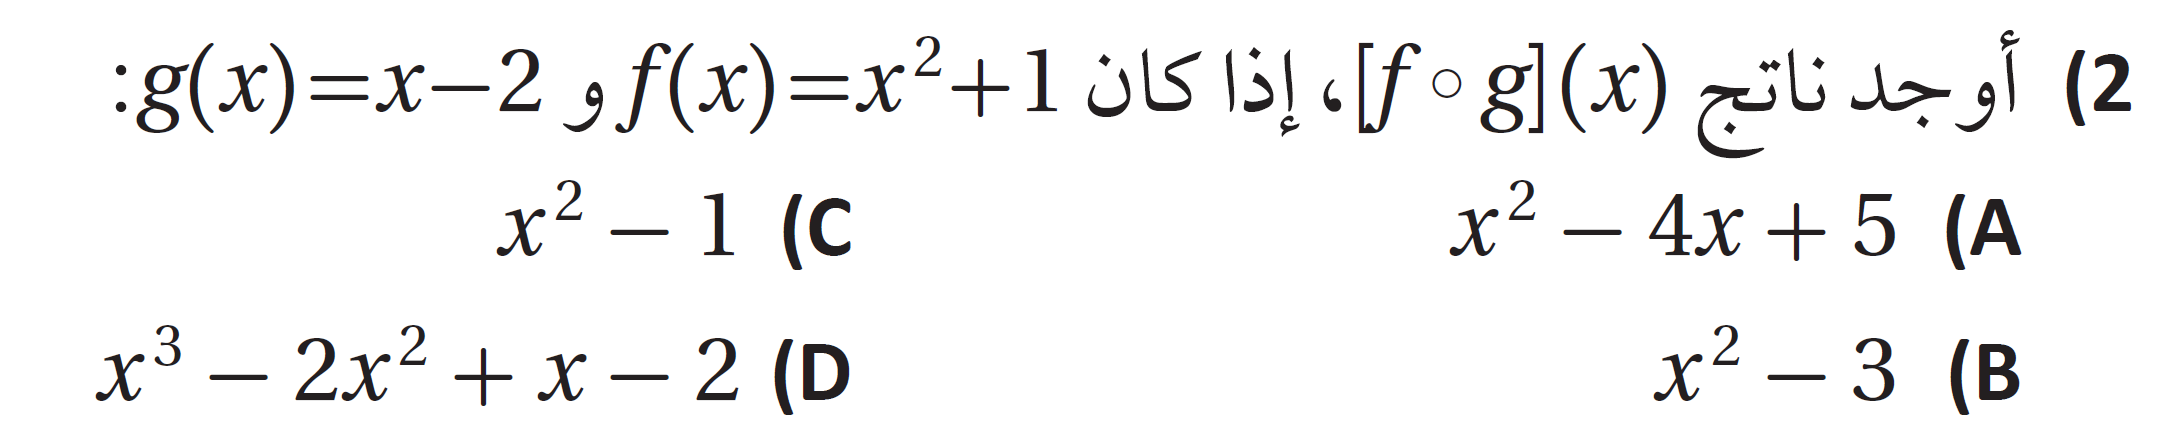 (2 أوجد ناتج [f ∘ g](x)، إذا كان f(x)=x²+1 و g(x)=x−2:
(A x² − 4x + 5 (C x² − 1
(B x² − 3 (D x³ − 2x² + x − 2